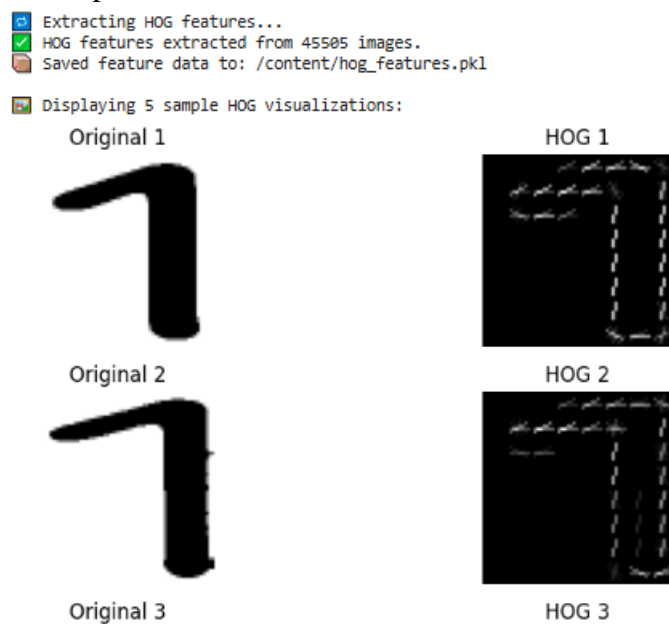 Extracting HOG features...
HOG features extracted from 45505 images.
Saved feature data to: /content/hog_features.pkl
Displaying 5 sample HOG visualizations:
Original 1 HOG 1
Original 2 HOG 2
Original 3 HOG 3